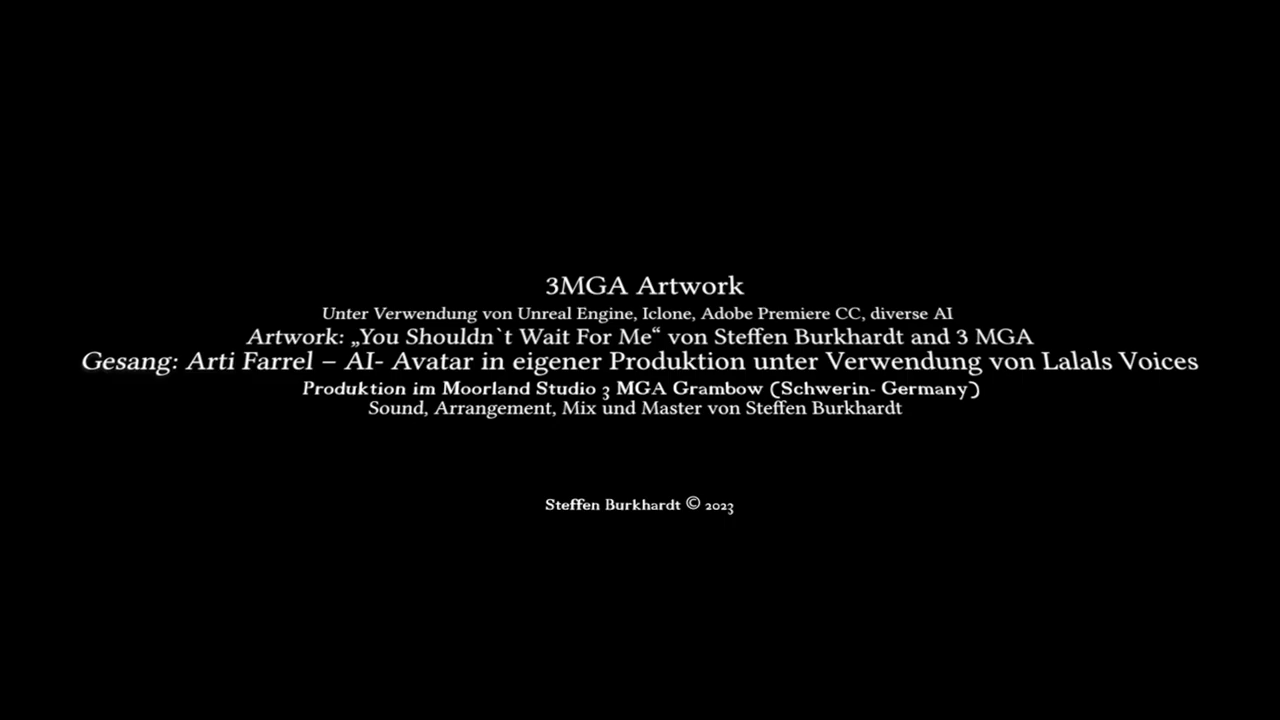 3MGA Artwork
Unter Verwendung von Unreal Engine, Iclone, Adobe Premiere CC, diverse AI
Artwork: „You Shouldn`t Wait For Me“ von Steffen Burkhardt and 3 MGA
Gesang: Arti Farrel – AI- Avatar in eigener Produktion unter Verwendung von Lalals Voices
Produktion im Moorland Studio 3 MGA Grambow (Schwerin- Germany)
Sound, Arrangement, Mix und Master von Steffen Burkhardt
Steffen Burkhardt © 2023